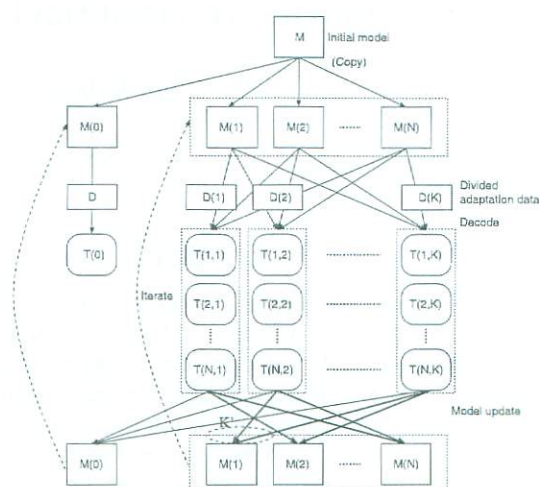 M Initial model
(Copy)
M(0) M(1) M(2) ...... M(N)
D D(1) D(2) D(K) Divided
adaptation data
Decode
T(0) T(1,1) T(1,2) ............ T(1,K)
Iterate T(2,1) T(2,2) ............ T(2,K)
T(N,1) T(N,2) ............ T(N,K)
Model update
K'
M(0) M(1) M(2) ...... M(N)